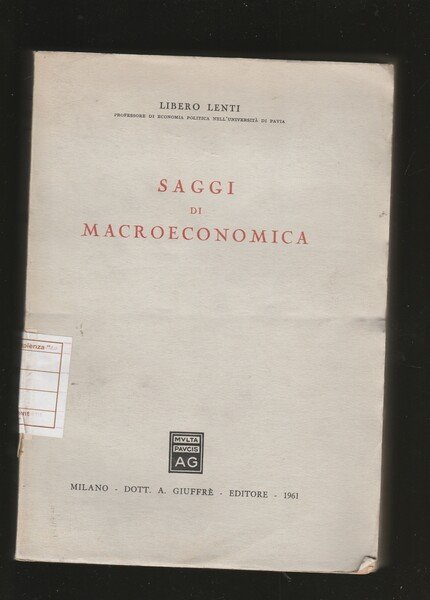 LIBERO LENTI
PROFESSORE DI ECONOMIA POLITICA NELL'UNIVERSITÀ DI PAVIA
SAGGI
DI
MACROECONOMICA
MVLTA
PAVCIS
AG
MILANO - DOTT. A. GIUFFRÈ - EDITORE - 1961